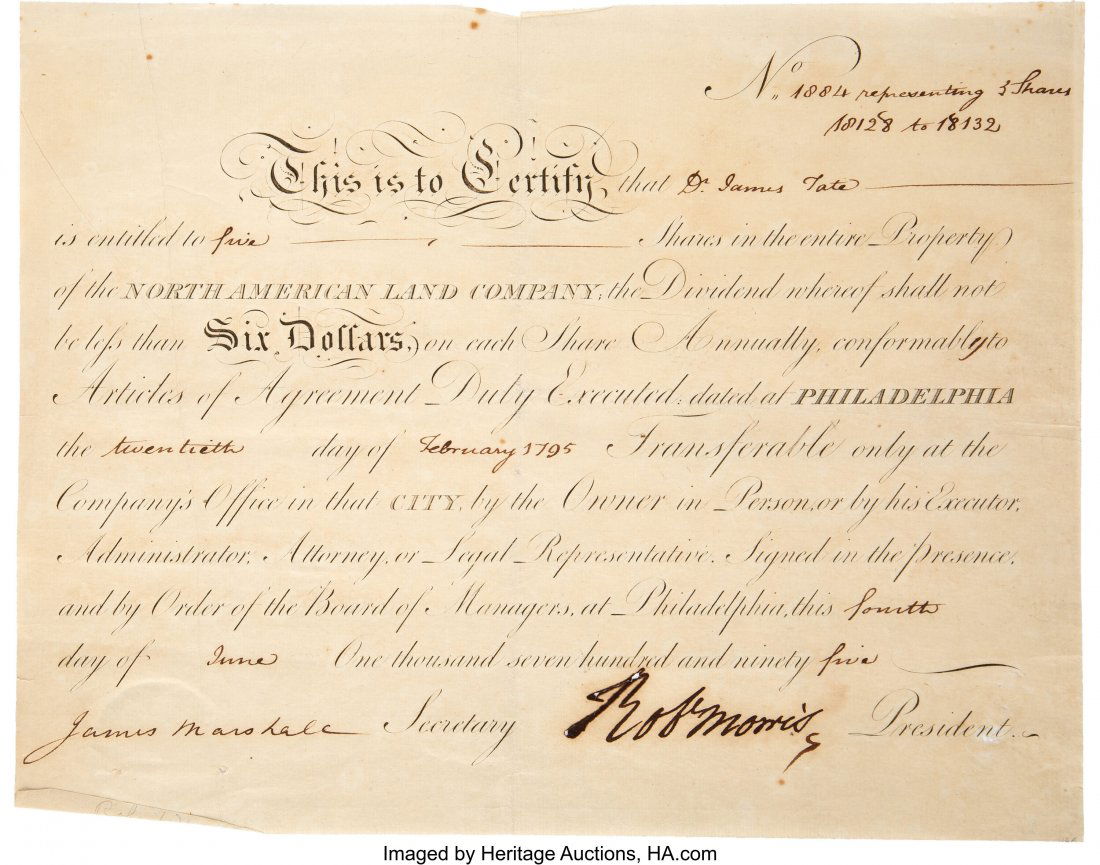 No. 1884 representing 5 Shares
18128 to 18132
This is to Certify, that Dr. James Tate
is entitled to five Shares in the entire Property
of the NORTH AMERICAN LAND COMPANY; the Dividend whereof shall not
be less than Six Dollars, on each Share Annually, conformably to
Articles of Agreement Duly Executed; dated at PHILADELPHIA
the twentieth day of February 1795 Transferable only at the
Company's Office in that CITY, by the Owner in Person, or by his Executor,
Administrator, Attorney, or Legal Representative. Signed in the presence,
and by Order of the Board of Managers, at Philadelphia, this fourth
day of June One thousand seven hundred and ninety five
James Marshall Secretary Robt Morris President.
Imaged by Heritage Auctions, HA.com